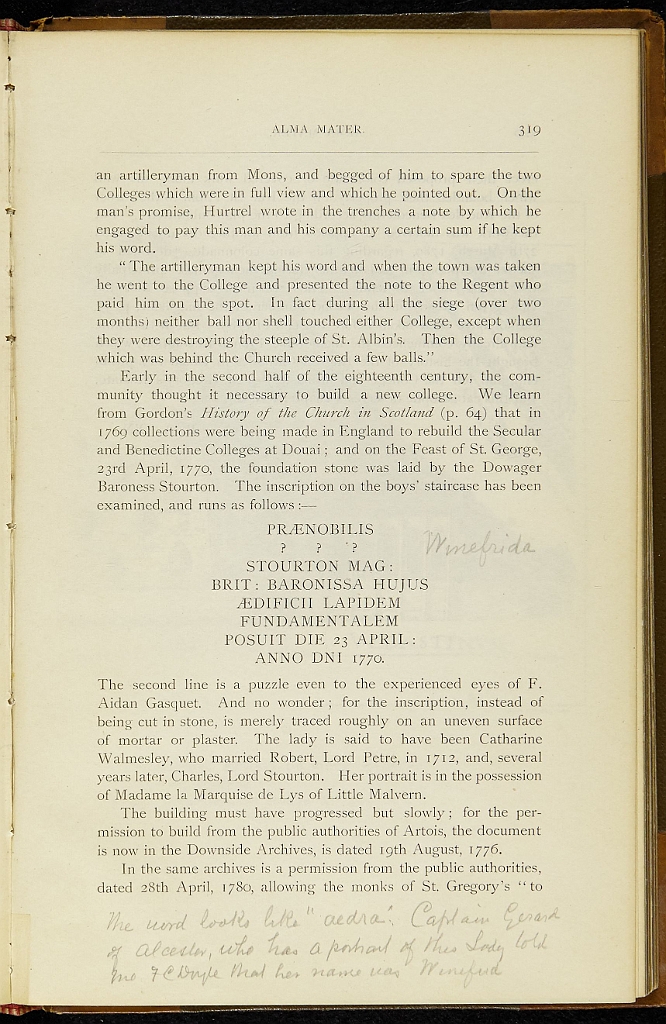 ALMA MATER. 319
an artilleryman from Mons, and begged of him to spare the two
Colleges which were in full view and which he pointed out. On the
man's promise, Hurtrel wrote in the trenches a note by which he
engaged to pay this man and his company a certain sum if he kept
his word.
“ The artilleryman kept his word and when the town was taken
he went to the College and presented the note to the Regent who
paid him on the spot. In fact during all the siege (over two
months) neither ball nor shell touched either College, except when
they were destroying the steeple of St. Albin's. Then the College
which was behind the Church received a few balls.”
Early in the second half of the eighteenth century, the com-
munity thought it necessary to build a new college. We learn
from Gordon's History of the Church in Scotland (p. 64) that in
1769 collections were being made in England to rebuild the Secular
and Benedictine Colleges at Douai ; and on the Feast of St. George,
23rd April, 1770, the foundation stone was laid by the Dowager
Baroness Stourton. The inscription on the boys' staircase has been
examined, and runs as follows :—
PRÆNOBILIS
? ? ? Winefrida
STOURTON MAG :
BRIT : BARONISSA HUJUS
ÆDIFICII LAPIDEM
FUNDAMENTALEM
POSUIT DIE 23 APRIL :
ANNO DNI 1770.
The second line is a puzzle even to the experienced eyes of F.
Aidan Gasquet. And no wonder ; for the inscription, instead of
being cut in stone, is merely traced roughly on an uneven surface
of mortar or plaster. The lady is said to have been Catharine
Walmesley, who married Robert, Lord Petre, in 1712, and, several
years later, Charles, Lord Stourton. Her portrait is in the possession
of Madame la Marquise de Lys of Little Malvern.
The building must have progressed but slowly ; for the per-
mission to build from the public authorities of Artois, the document
is now in the Downside Archives, is dated 19th August, 1776.
In the same archives is a permission from the public authorities,
dated 28th April, 1780, allowing the monks of St. Gregory's “ to
The word looks like "aedra". Captain Gerard
of Alcester, who has a portrait of this Lady told
me F C Doyle that her name was Winefrid